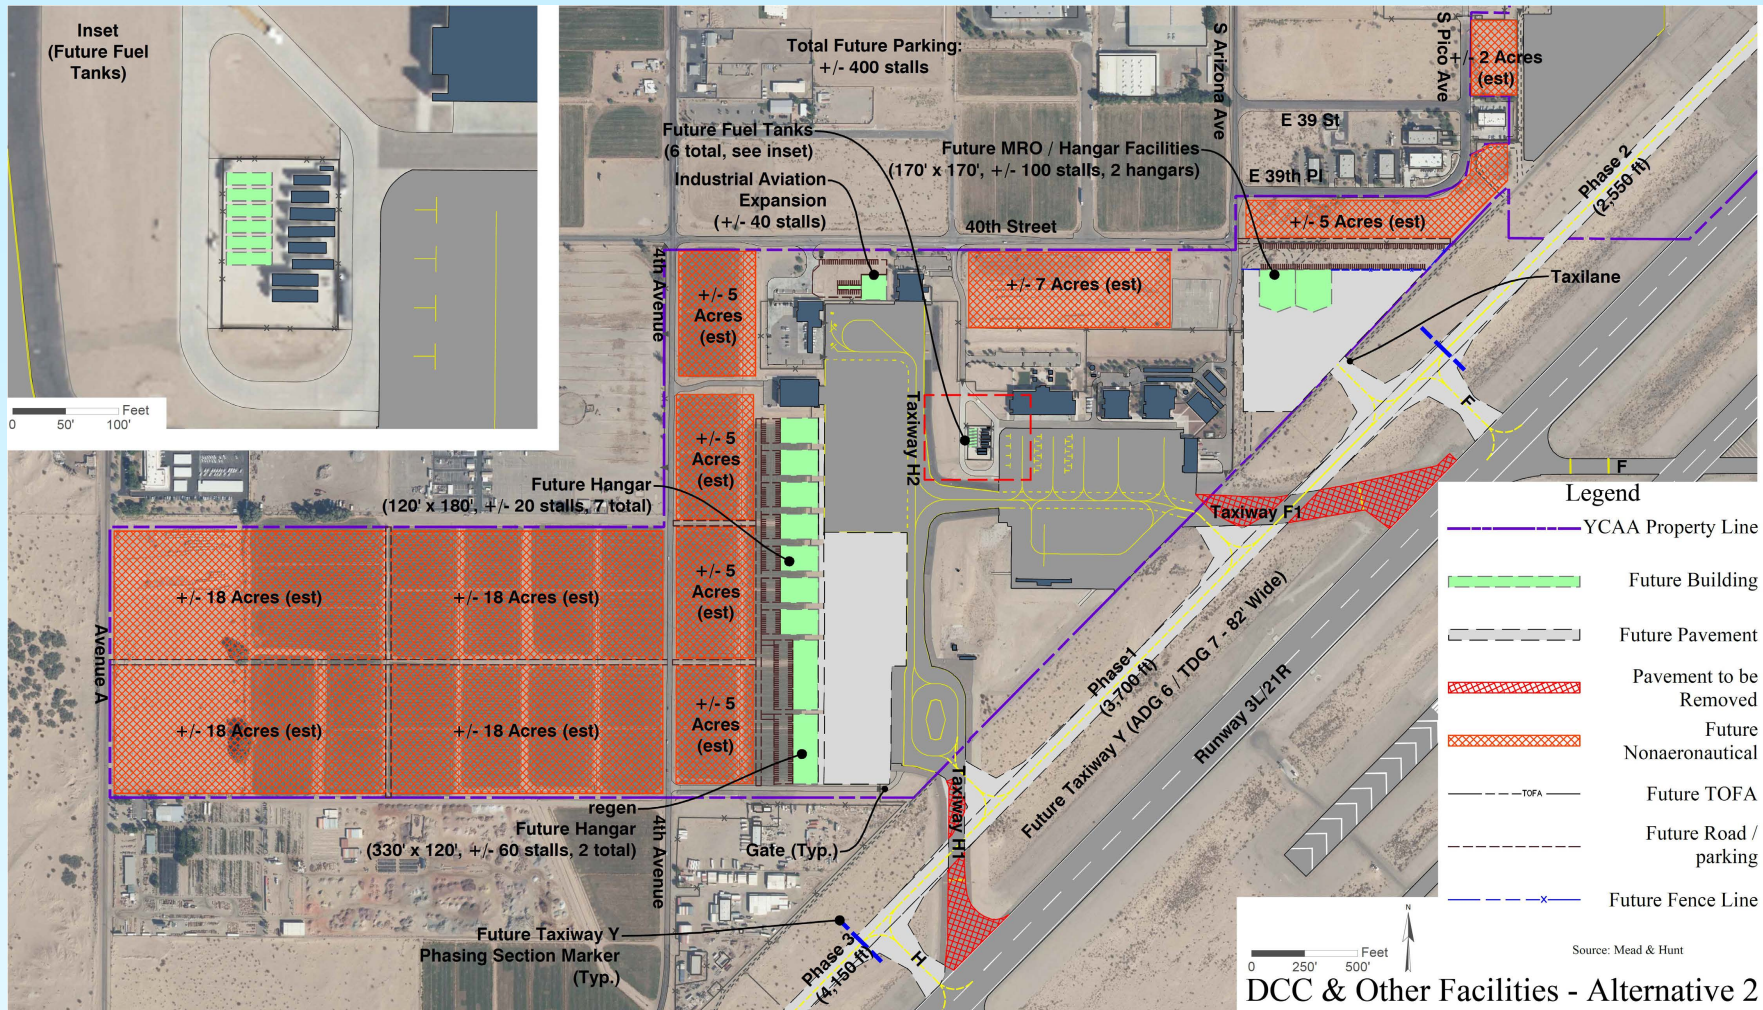 Inset
(Future Fuel
Tanks)
0 50' 100' Feet
Total Future Parking:
+/- 400 stalls
Future Fuel Tanks
(6 total, see inset)
Industrial Aviation
Expansion
(+/- 40 stalls)
Future MRO / Hangar Facilities
(170' x 170', +/- 100 stalls, 2 hangars)
S Arizona Ave
S Pico Ave
+/- 2 Acres
(est)
E 39 St
E 39th Pl
40th Street
+/- 5 Acres (est)
Phase 2
(2,550 ft)
4th Avenue
+/- 5
Acres
(est)
+/- 7 Acres (est)
Taxilane
Taxiway H2
F
F
+/- 5
Acres
(est)
Future Hangar
(120' x 180', +/- 20 stalls, 7 total)
Taxiway F1
+/- 18 Acres (est)
+/- 18 Acres (est)
+/- 5
Acres
(est)
Avenue A
+/- 18 Acres (est)
+/- 18 Acres (est)
+/- 5
Acres
(est)
Phase1
(3,700 ft)
Future Taxiway Y (ADG 6 / TDG 7 - 82' Wide)
Runway 3L/21R
Taxiway H1
regen
Future Hangar
(330' x 120', +/- 60 stalls, 2 total)
4th Avenue
Gate (Typ.)
Future Taxiway Y
Phasing Section Marker
(Typ.)
Phase 3
(4,150 ft)
H
Legend
YCAA Property Line
Future Building
Future Pavement
Pavement to be
Removed
Future
Nonaeronautical
TOFA Future TOFA
Future Road /
parking
X Future Fence Line
N
0 250' 500' Feet
Source: Mead & Hunt
DCC & Other Facilities - Alternative 2